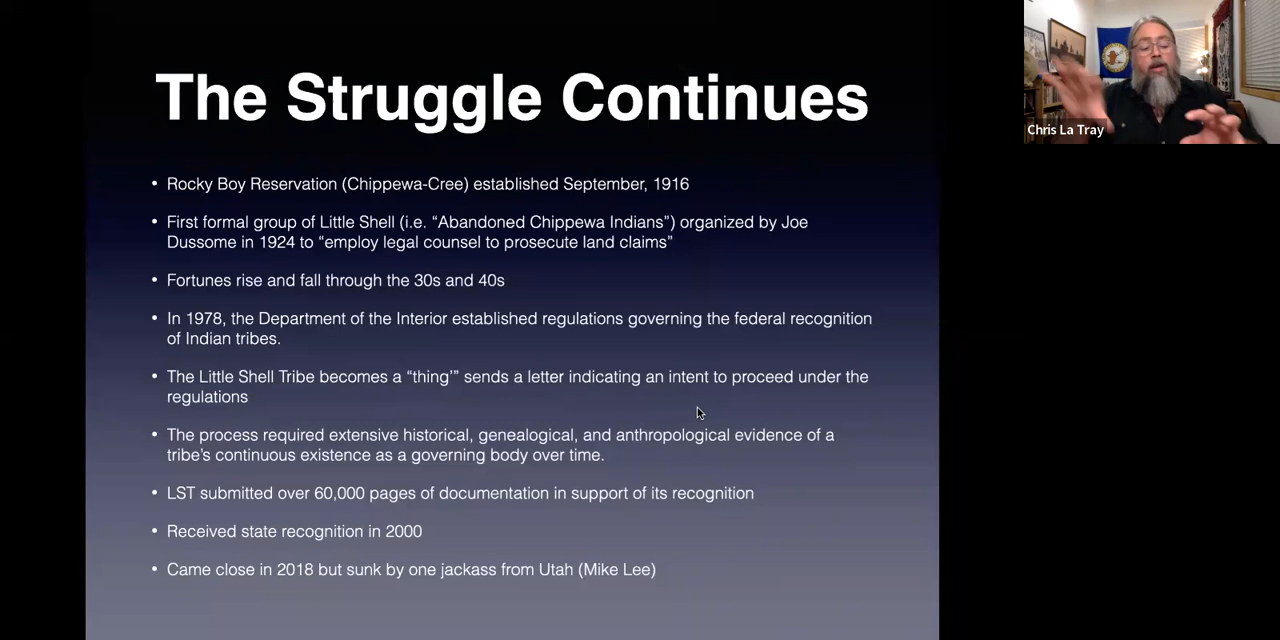 The Struggle Continues
• Rocky Boy Reservation (Chippewa-Cree) established September, 1916
• First formal group of Little Shell (i.e. “Abandoned Chippewa Indians”) organized by Joe
Dussome in 1924 to “employ legal counsel to prosecute land claims”
• Fortunes rise and fall through the 30s and 40s
• In 1978, the Department of the Interior established regulations governing the federal recognition
of Indian tribes.
• The Little Shell Tribe becomes a “thing’” sends a letter indicating an intent to proceed under the
regulations
• The process required extensive historical, genealogical, and anthropological evidence of a
tribe’s continuous existence as a governing body over time.
• LST submitted over 60,000 pages of documentation in support of its recognition
• Received state recognition in 2000
• Came close in 2018 but sunk by one jackass from Utah (Mike Lee)
Chris La Tray